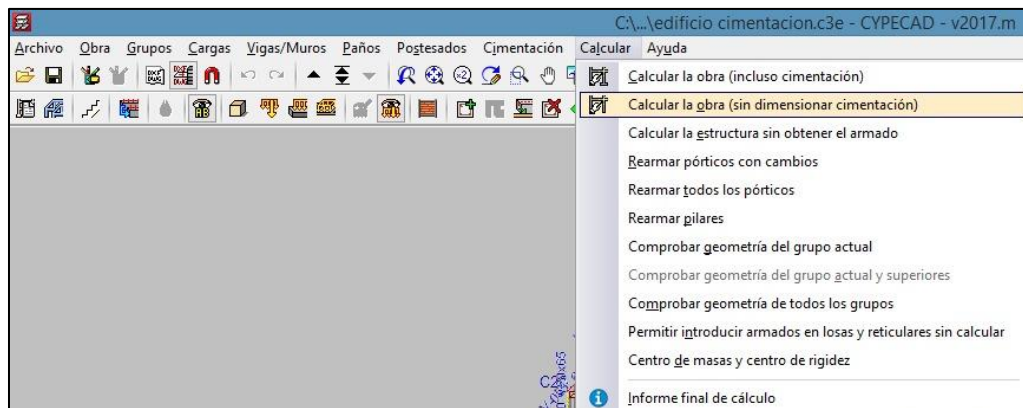 C:\...\edificio cimentacion.c3e - CYPECAD - v2017.m
Archivo Obra Grupos Cargas Vigas/Muros Paños Postesados Cimentación Calcular Ayuda
Calcular la obra (incluso cimentación)
Calcular la obra (sin dimensionar cimentación)
Calcular la estructura sin obtener el armado
Rearmar pórticos con cambios
Rearmar todos los pórticos
Rearmar pilares
Comprobar geometría del grupo actual
Comprobar geometría del grupo actual y superiores
Comprobar geometría de todos los grupos
Permitir introducir armados en losas y reticulares sin calcular
Centro de masas y centro de rigidez
Informe final de cálculo